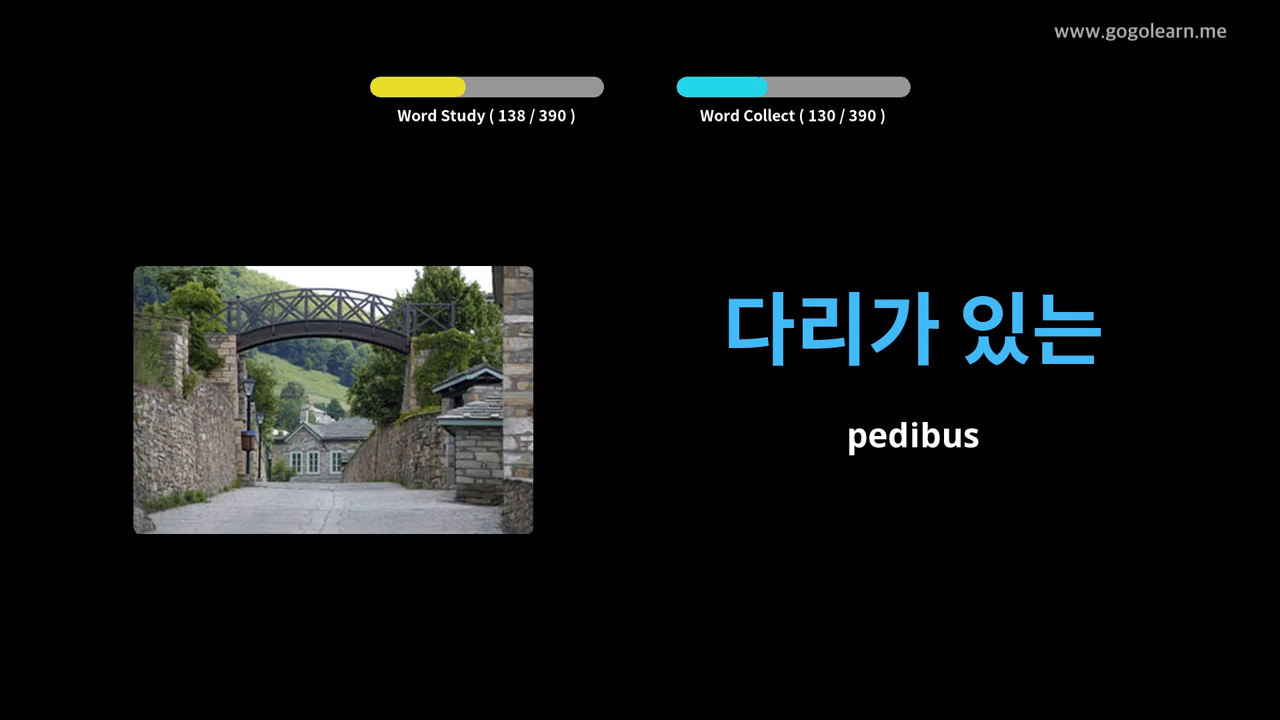 www.gogolearn.me
Word Study ( 138 / 390 )
Word Collect ( 130 / 390 )
다리가 있는
pedibus